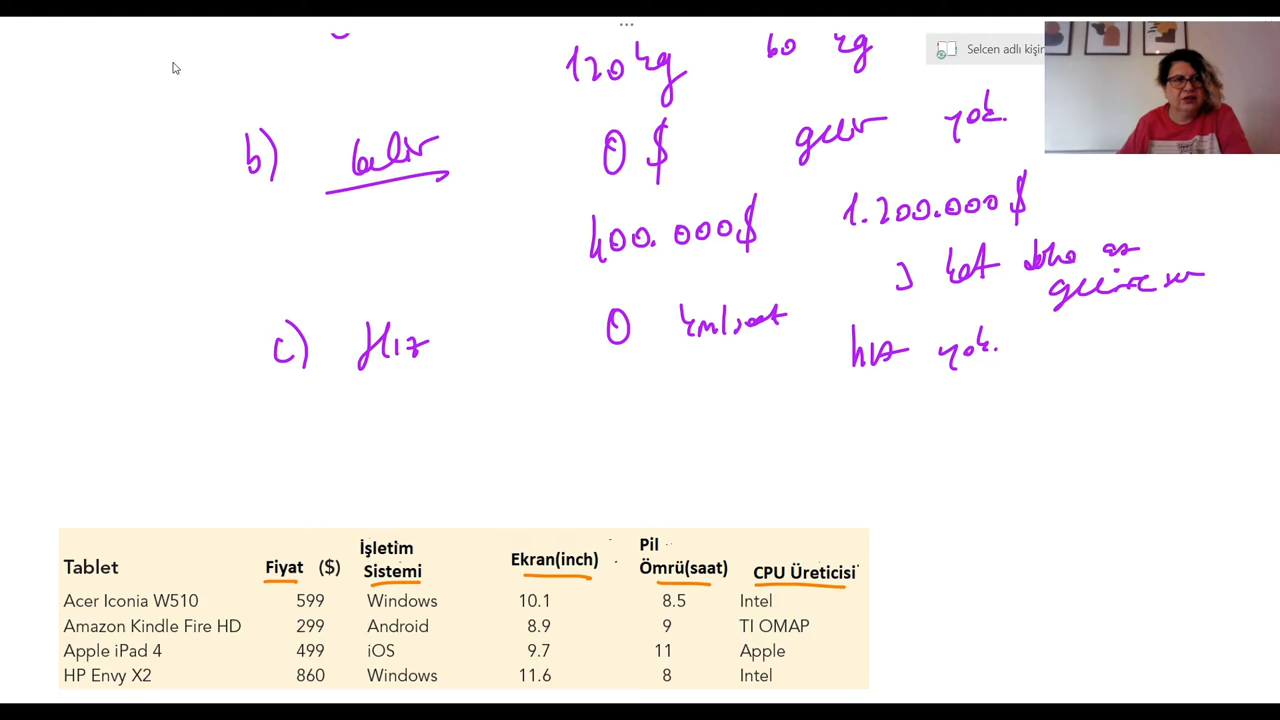 120 kg 60 kg
Selcen adlı kişin
b) Gelir 0 $ gelir yok.
400.000$ 1.200.000$
3 kat daha az
gelire sa
c) Hız 0 km/saat hız yok.
Tablet Fiyat ($) İşletim Sistemi Ekran(inch) Pil Ömrü(saat) CPU Üreticisi
Acer Iconia W510 599 Windows 10.1 8.5 Intel
Amazon Kindle Fire HD 299 Android 8.9 9 TI OMAP
Apple iPad 4 499 iOS 9.7 11 Apple
HP Envy X2 860 Windows 11.6 8 Intel